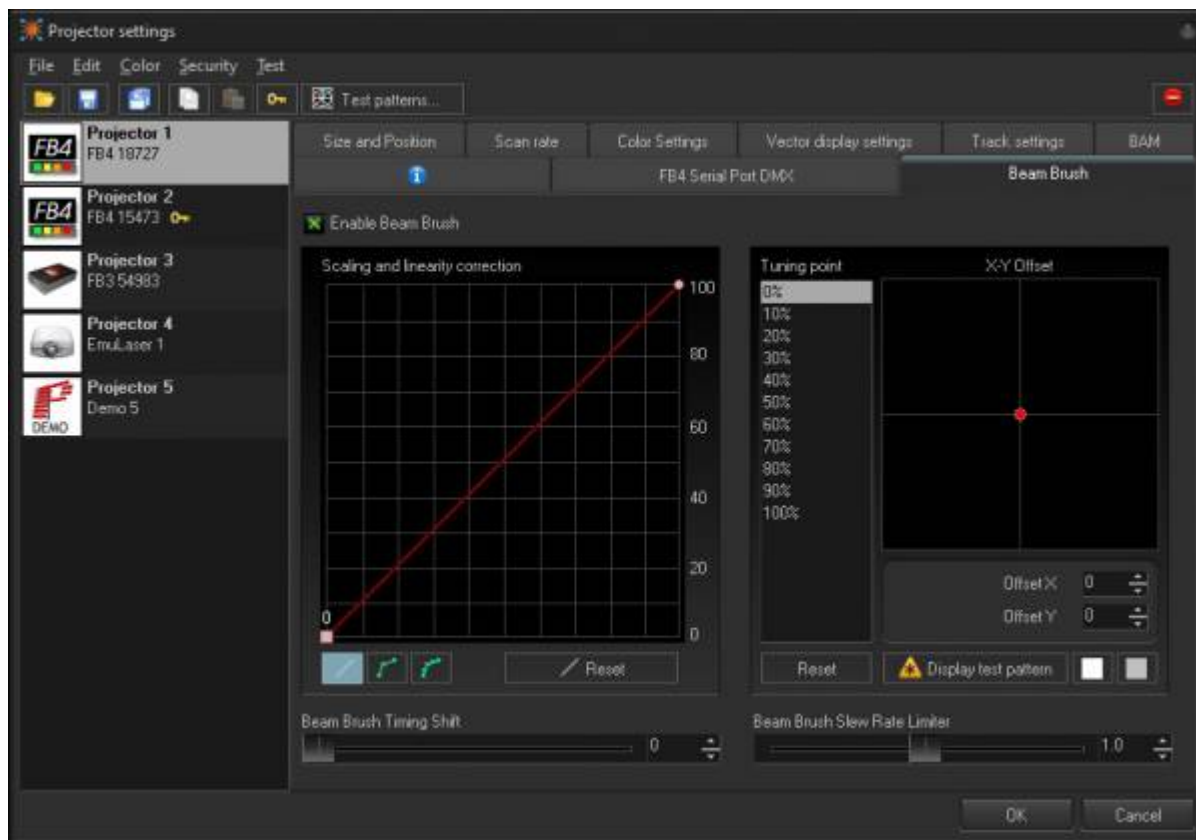 Projector settings
File Edit Color Security Test
Test patterns...
FB4 Projector 1
FB4 18727
FB4 Projector 2
FB4 15473
Projector 3
FB3 54983
Projector 4
EmuLaser 1
Projector 5
Demo 5
DEMO
Size and Position Scan rate Color Settings Vector display settings Track settings BAM
FB4 Serial Port DMX Beam Brush
Enable Beam Brush
Scaling and linearity correction
100
80
60
40
20
0
0
Reset
Tuning point X-Y Offset
0%
10%
20%
30%
40%
50%
60%
70%
80%
90%
100%
Offset X 0
Offset Y 0
Reset Display test pattern
Beam Brush Timing Shift
0
Beam Brush Slew Rate Limiter
1.0
OK Cancel